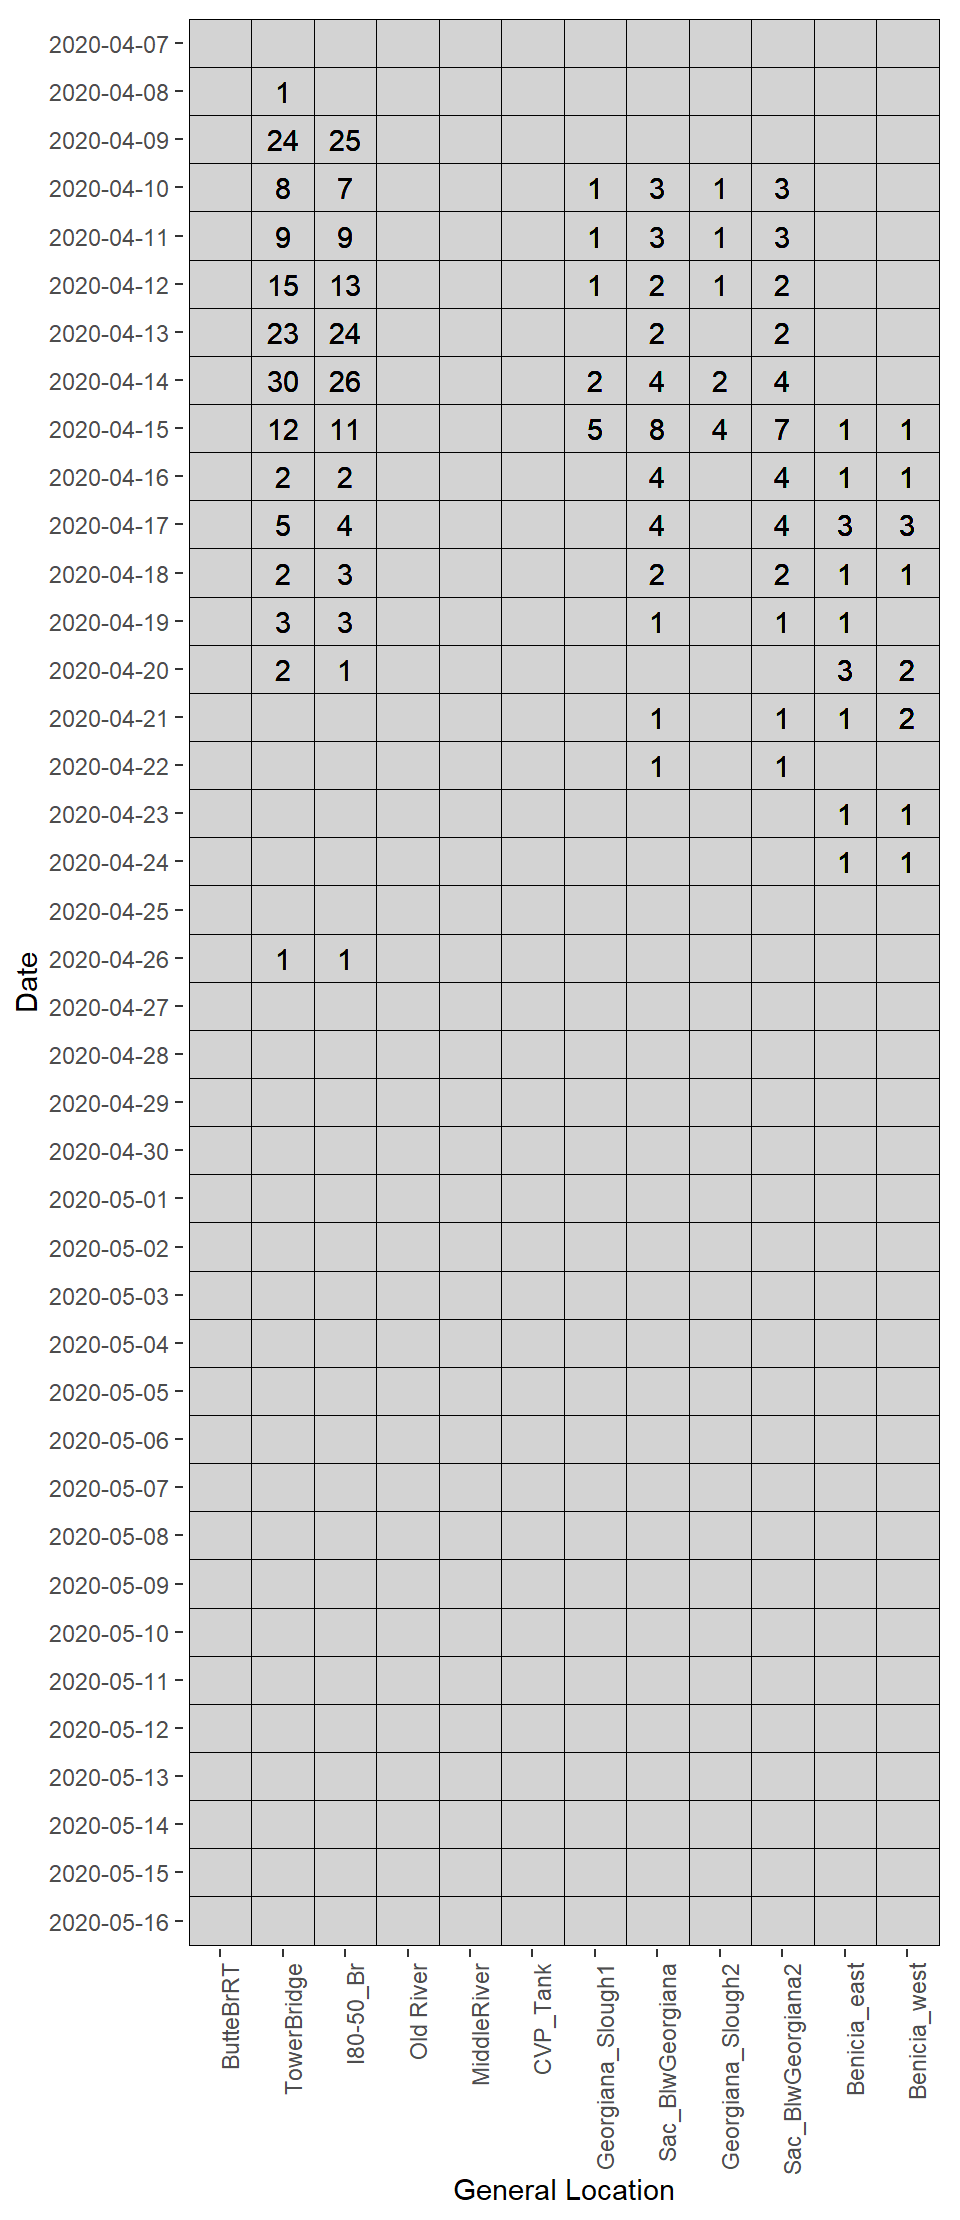 2020-04-07
2020-04-08 1
2020-04-09 24 25
2020-04-10 8 7 1 3 1 3
2020-04-11 9 9 1 3 1 3
2020-04-12 15 13 1 2 1 2
2020-04-13 23 24 2 2
2020-04-14 30 26 2 4 2 4
2020-04-15 12 11 5 8 4 7 1 1
2020-04-16 2 2 4 4 1 1
2020-04-17 5 4 4 4 3 3
2020-04-18 2 3 2 2 1 1
2020-04-19 3 3 1 1 1
2020-04-20 2 1 3 2
2020-04-21 1 1 1 2
2020-04-22 1 1
2020-04-23 1 1
2020-04-24 1 1
2020-04-25
2020-04-26 1 1
2020-04-27
2020-04-28
2020-04-29
2020-04-30
2020-05-01
2020-05-02
2020-05-03
2020-05-04
2020-05-05
2020-05-06
2020-05-07
2020-05-08
2020-05-09
2020-05-10
2020-05-11
2020-05-12
2020-05-13
2020-05-14
2020-05-15
2020-05-16
Date
ButteBrRT
TowerBridge
I80-50_Br
Old River
MiddleRiver
CVP_Tank
Georgiana_Slough1
Sac_BlwGeorgiana
Georgiana_Slough2
Sac_BlwGeorgiana2
Benicia_east
Benicia_west
General Location